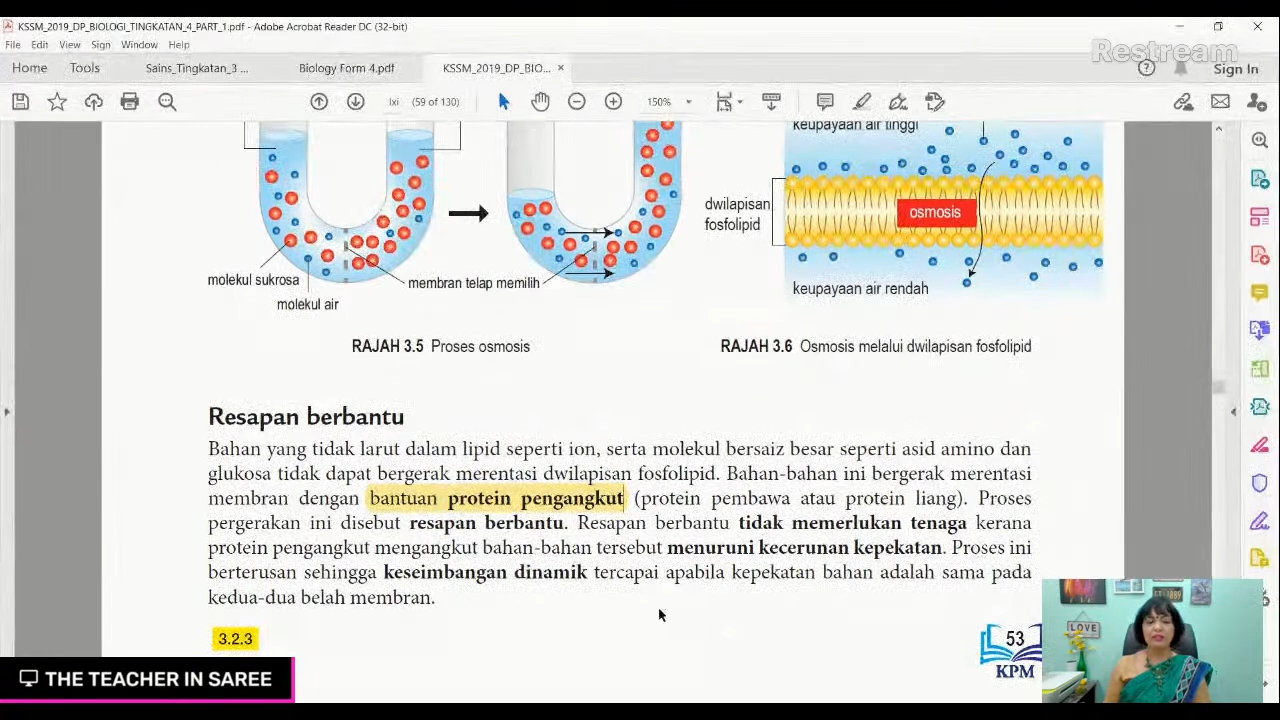 KSSM_2019_DP_BIOLOGI_TINGKATAN_4_PART_1.pdf - Adobe Acrobat Reader DC (32-bit)
File Edit View Sign Window Help
Restream
Home Tools Sains_Tingkatan_3 ... Biology Form 4.pdf KSSM_2019_DP_BIO... × Sign In
lxi (59 of 130) 150%
keupayaan air tinggi
dwilapisan
fosfolipid
osmosis
molekul sukrosa
membran telap memilih
keupayaan air rendah
molekul air
RAJAH 3.5 Proses osmosis
RAJAH 3.6 Osmosis melalui dwilapisan fosfolipid
Resapan berbantu
Bahan yang tidak larut dalam lipid seperti ion, serta molekul bersaiz besar seperti asid amino dan
glukosa tidak dapat bergerak merentasi dwilapisan fosfolipid. Bahan-bahan ini bergerak merentasi
membran dengan bantuan protein pengangkut (protein pembawa atau protein liang). Proses
pergerakan ini disebut resapan berbantu. Resapan berbantu tidak memerlukan tenaga kerana
protein pengangkut mengangkut bahan-bahan tersebut menuruni kecerunan kepekatan. Proses ini
berterusan sehingga keseimbangan dinamik tercapai apabila kepekatan bahan adalah sama pada
kedua-dua belah membran.
3.2.3
53
KPM
LOVE
THE TEACHER IN SAREE